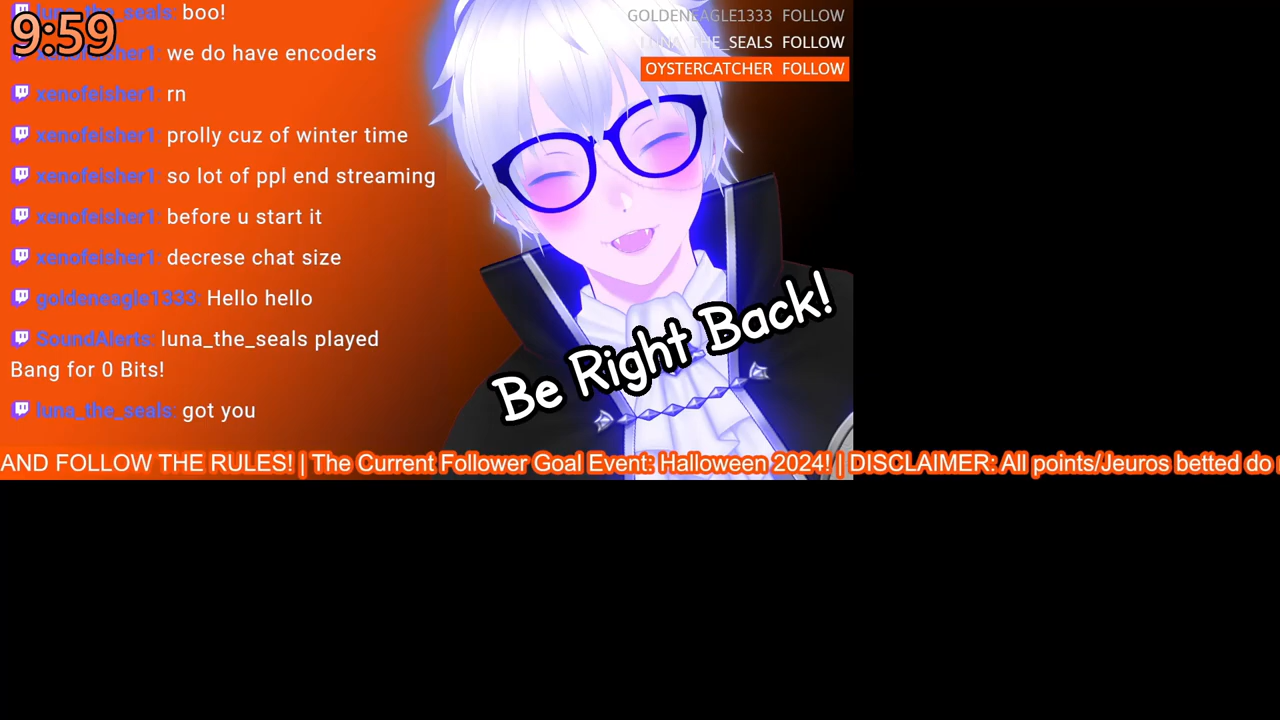 luna_the_seals: boo!
9:59
xenofeisher1: we do have encoders
xenofeisher1: rn
xenofeisher1: prolly cuz of winter time
xenofeisher1: so lot of ppl end streaming
xenofeisher1: before u start it
xenofeisher1: decrese chat size
goldeneagle1333: Hello hello
SoundAlerts: luna_the_seals played
Bang for 0 Bits!
luna_the_seals: got you
GOLDENEAGLE1333 FOLLOW
LUNA_THE_SEALS FOLLOW
OYSTERCATCHER FOLLOW
Be Right Back!
AND FOLLOW THE RULES! | The Current Follower Goal Event: Halloween 2024! | DISCLAIMER: All points/Jeuros betted do